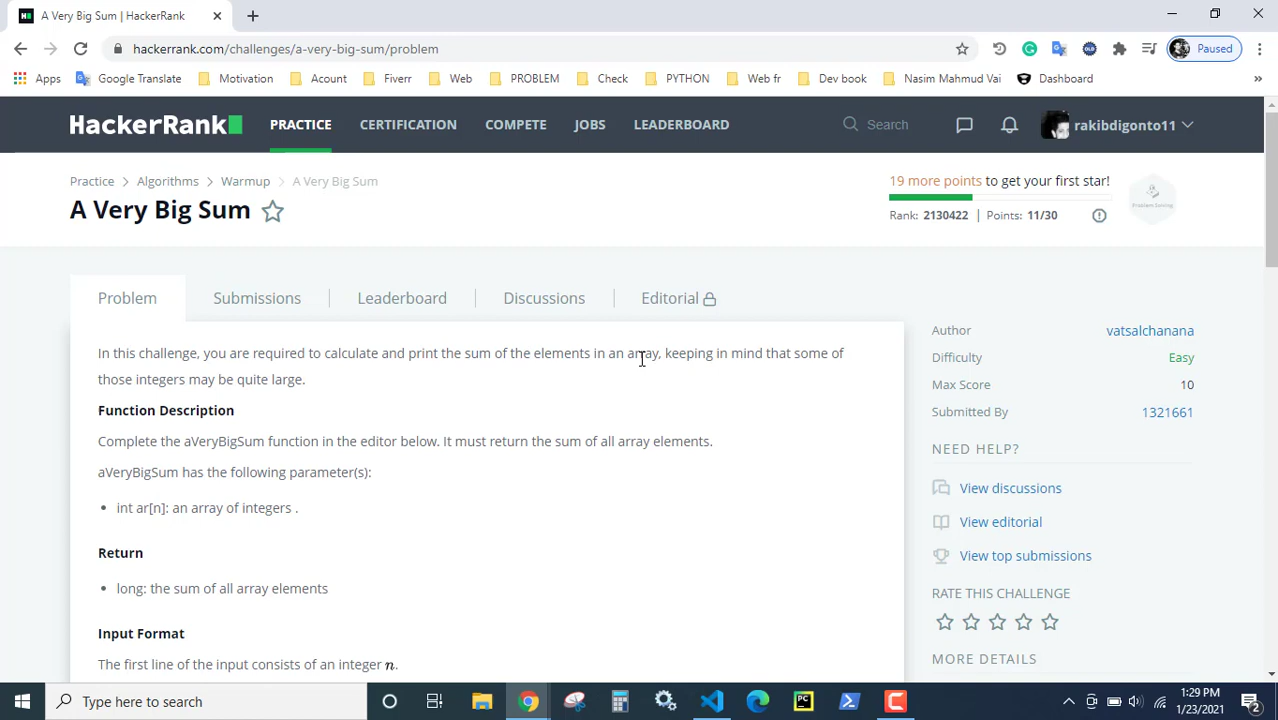 A Very Big Sum | HackerRank
hackerrank.com/challenges/a-very-big-sum/problem
Paused
Apps Google Translate Motivation Acount Fiverr Web PROBLEM Check PYTHON Web fr Dev book Nasim Mahmud Vai Dashboard »
HackerRank PRACTICE CERTIFICATION COMPETE JOBS LEADERBOARD Search rakibdigonto11
Practice > Algorithms > Warmup > A Very Big Sum
A Very Big Sum
19 more points to get your first star!
Problem Solving
Rank: 2130422 | Points: 11/30
Problem Submissions Leaderboard Discussions Editorial
In this challenge, you are required to calculate and print the sum of the elements in an array, keeping in mind that some of
those integers may be quite large.
Function Description
Complete the aVeryBigSum function in the editor below. It must return the sum of all array elements.
aVeryBigSum has the following parameter(s):
• int ar[n]: an array of integers .
Return
• long: the sum of all array elements
Input Format
The first line of the input consists of an integer n.
Author vatsalchanana
Difficulty Easy
Max Score 10
Submitted By 1321661
NEED HELP?
View discussions
View editorial
View top submissions
RATE THIS CHALLENGE
MORE DETAILS
Type here to search
PC
1:29 PM
1/23/2021
2